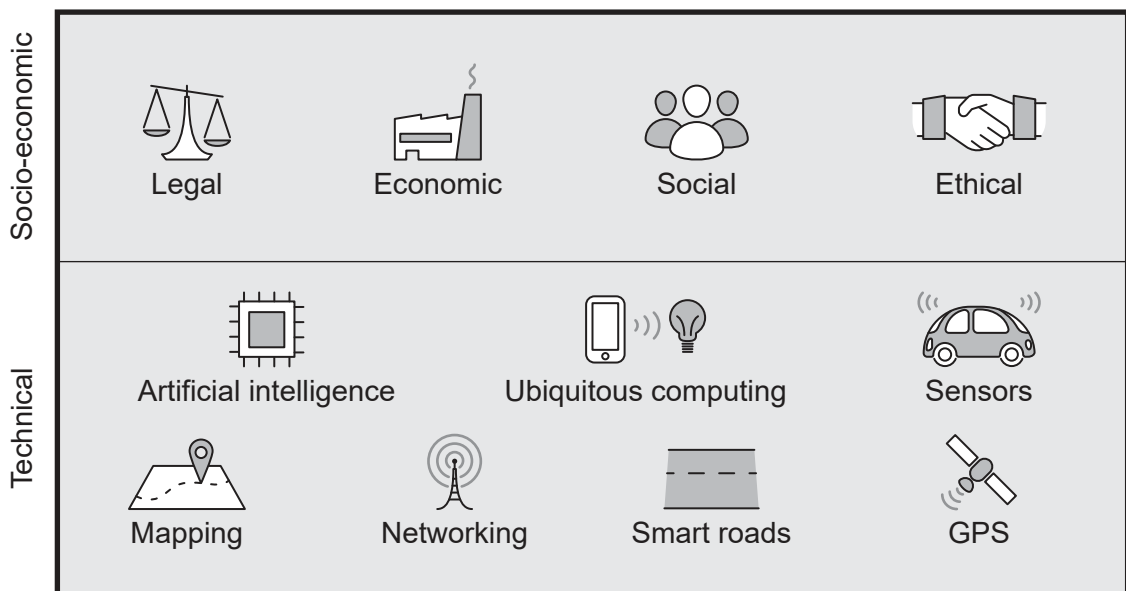 Socio-economic
Legal
Economic
Social
Ethical
Technical
Artificial intelligence
Ubiquitous computing
Sensors
Mapping
Networking
Smart roads
GPS